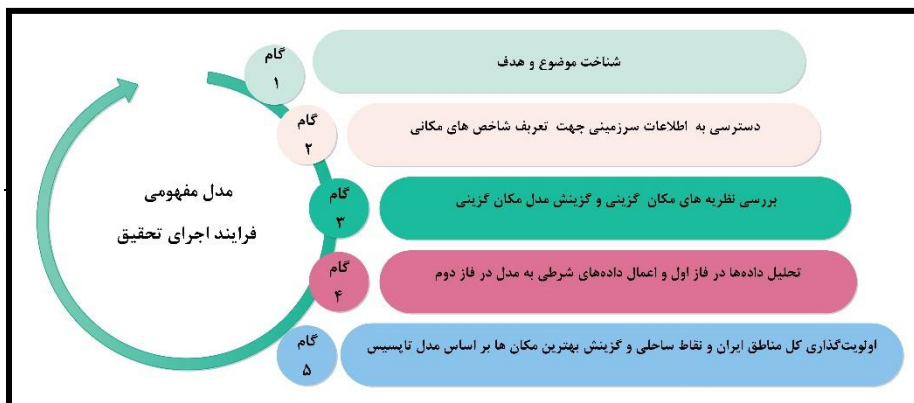 گام
۱
شناخت موضوع و هدف
گام
۲
دسترسی به اطلاعات سرزمینی جهت تعریف شاخص های مکانی
گام
۳
بررسی نظریه های مکان گزینی و گزینش مدل مکان گزینی
گام
۴
تحلیل داده‌ها در فاز اول و اعمال داده‌های شرطی به مدل در فاز دوم
گام
۵
اولویت‌گذاری کل مناطق ایران و نقاط ساحلی و گزینش بهترین مکان ها بر اساس مدل تاپسیس
مدل مفهومی
فرایند اجرای تحقیق